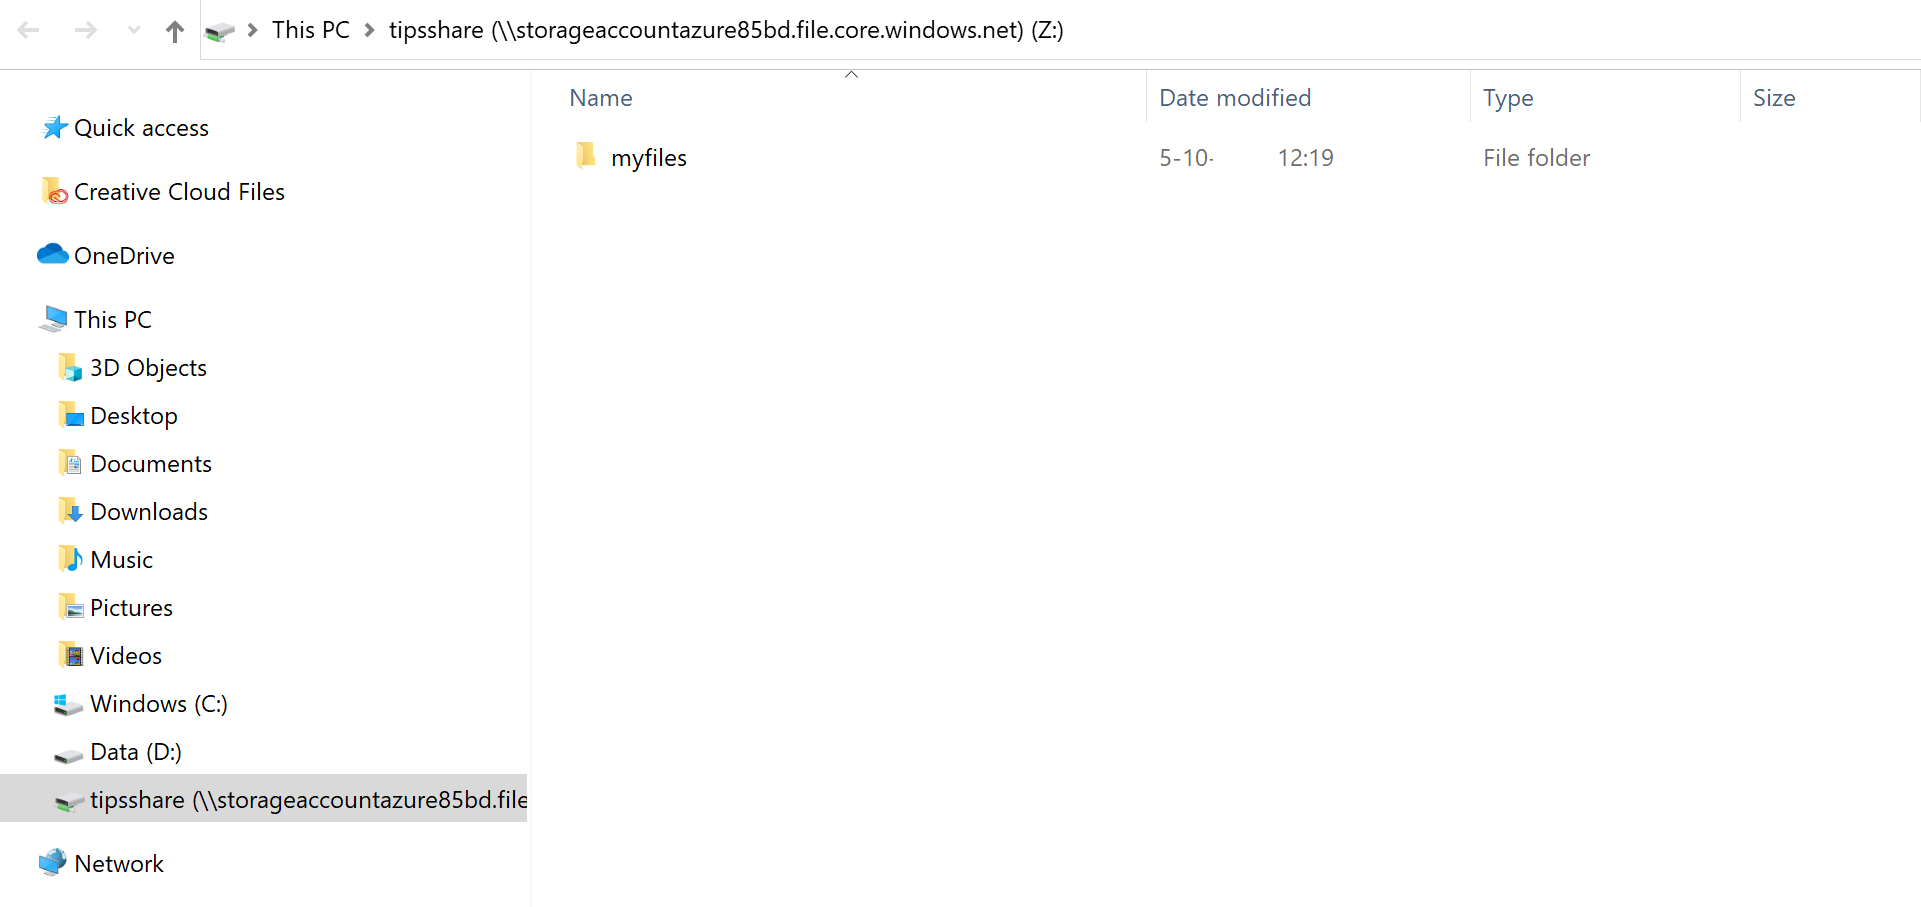 This PC > tipsshare (\\storageaccountazure85bd.file.core.windows.net) (Z:)
Name Date modified Type Size
myfiles 5-10- 12:19 File folder
Quick access
Creative Cloud Files
OneDrive
This PC
3D Objects
Desktop
Documents
Downloads
Music
Pictures
Videos
Windows (C:)
Data (D:)
tipsshare (\\storageaccountazure85bd.file
Network